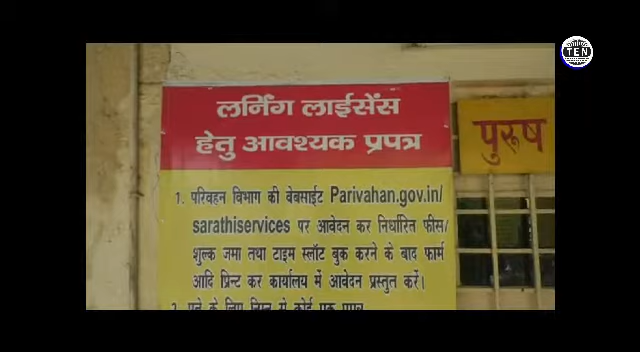 TEN
लर्निंग लाईसेंस
हेतु आवश्यक प्रपत्र
पुरूष
1. परिवहन विभाग की वेबसाईट Parivahan.gov.in/
sarathiservices पर आवेदन कर निर्धारित फीस/
शुल्क जमा तथा टाइम स्लॉट बुक करने के बाद फार्म
आदि प्रिन्ट कर कार्यालय में आवेदन प्रस्तुत करें।